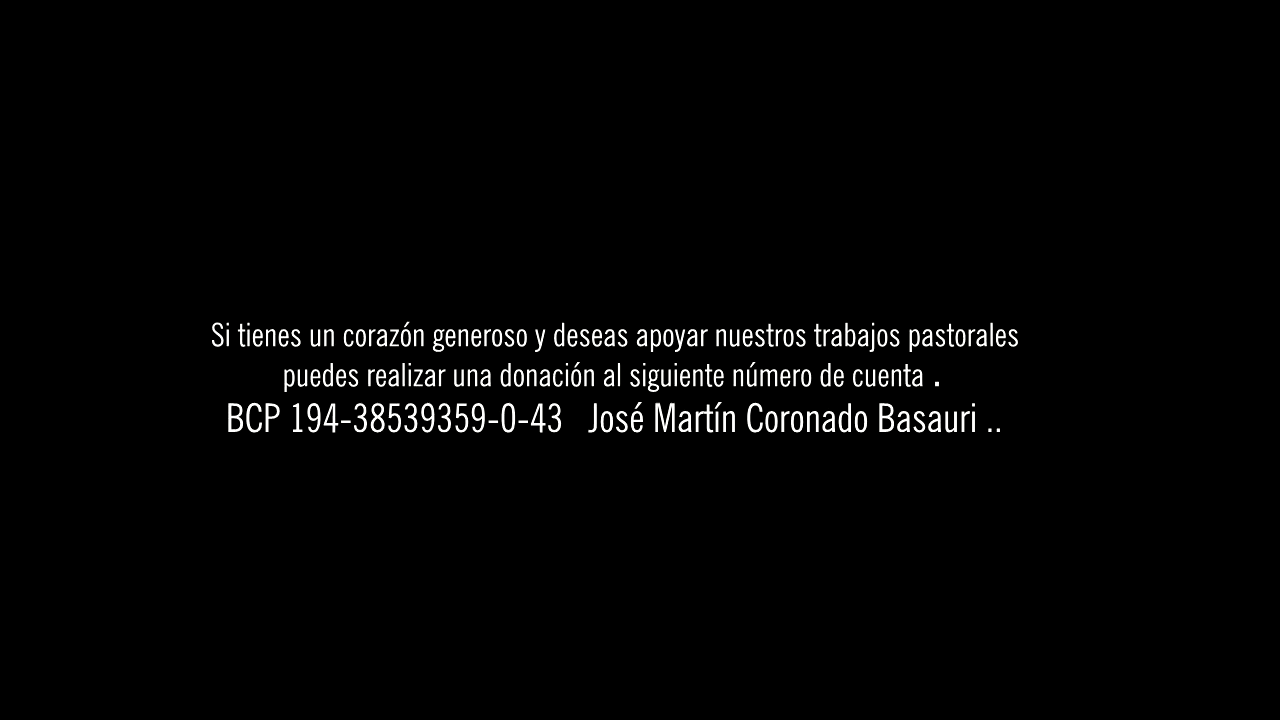 Si tienes un corazón generoso y deseas apoyar nuestros trabajos pastorales
puedes realizar una donación al siguiente número de cuenta .
BCP 194-38539359-0-43 José Martín Coronado Basauri ..